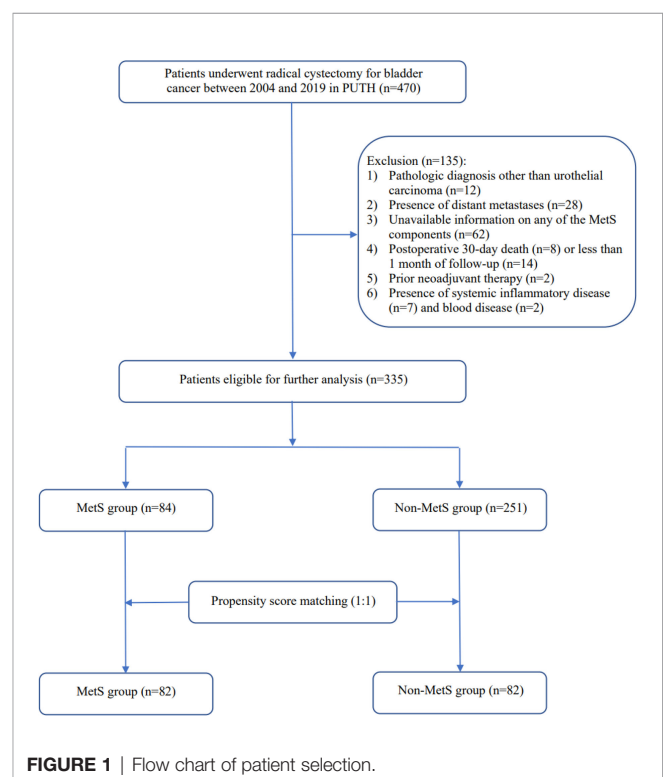 Patients underwent radical cystectomy for bladder
cancer between 2004 and 2019 in PUTH (n=470)
Exclusion (n=135):
1) Pathologic diagnosis other than urothelial
carcinoma (n=12)
2) Presence of distant metastases (n=28)
3) Unavailable information on any of the MetS
components (n=62)
4) Postoperative 30-day death (n=8) or less than
1 month of follow-up (n=14)
5) Prior neoadjuvant therapy (n=2)
6) Presence of systemic inflammatory disease
(n=7) and blood disease (n=2)
Patients eligible for further analysis (n=335)
MetS group (n=84)
Non-MetS group (n=251)
Propensity score matching (1:1)
MetS group (n=82)
Non-MetS group (n=82)
FIGURE 1 | Flow chart of patient selection.